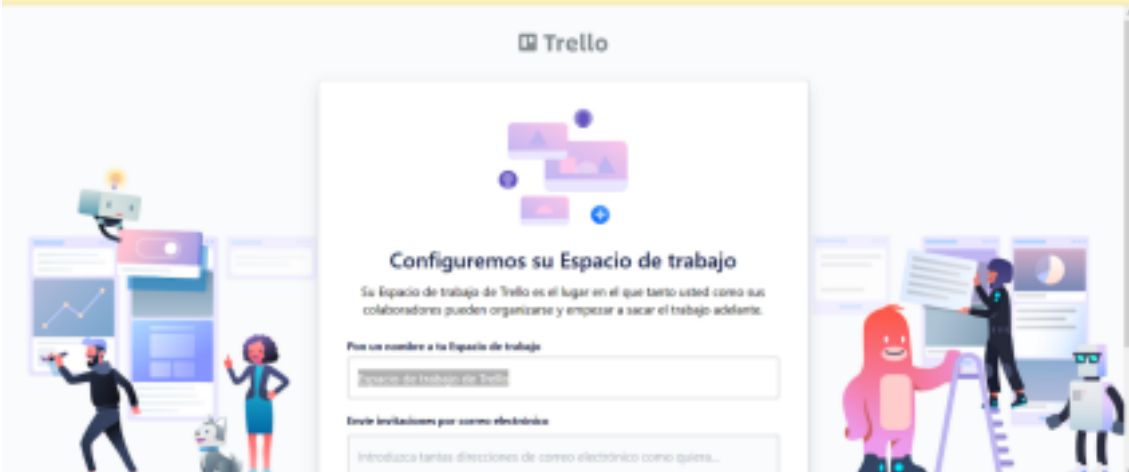 Trello
Configuremos su Espacio de trabajo
Su Espacio de trabajo de Trello es el lugar en el que tanto usted como sus
colaboradores pueden organizarse y empezar a sacar el trabajo adelante.
Pon un nombre a tu Espacio de trabajo
Espacio de trabajo de Trello
Envíe invitaciones por correo electrónico
Introduzca tantas direcciones de correo electrónico como quiera...